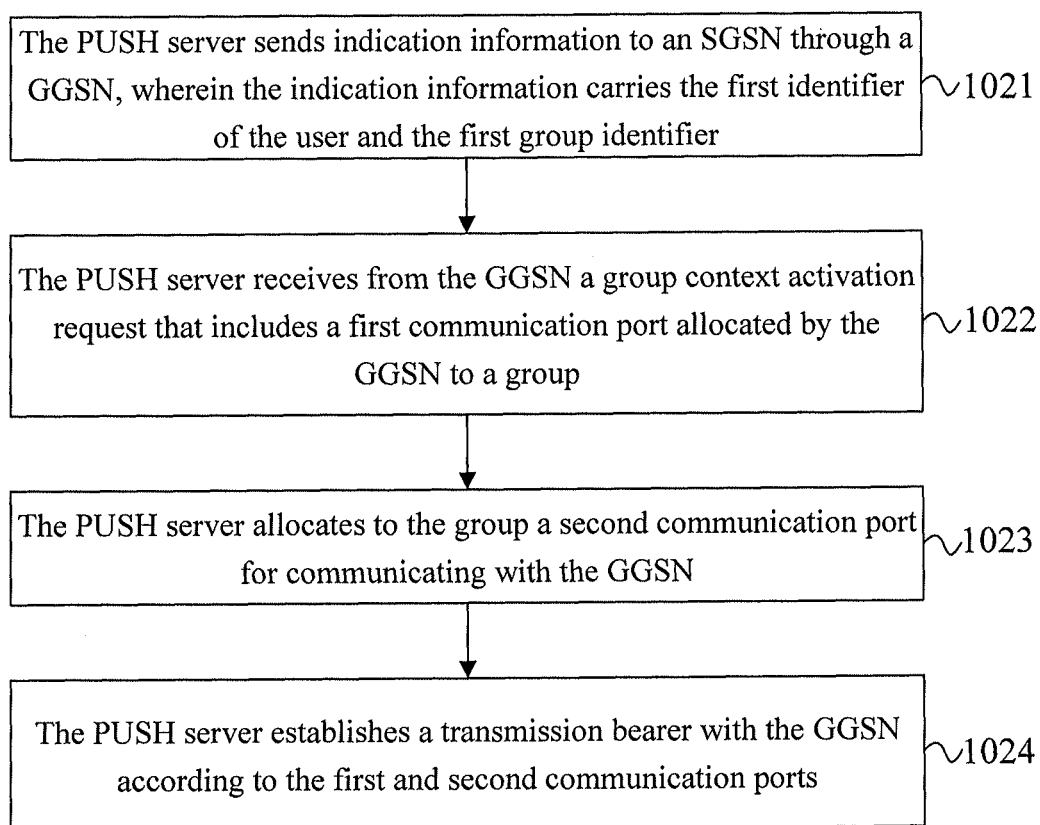 The PUSH server sends indication information to an SGSN through a
GGSN, wherein the indication information carries the first identifier
of the user and the first group identifier
1021
The PUSH server receives from the GGSN a group context activation
request that includes a first communication port allocated by the
GGSN to a group
1022
The PUSH server allocates to the group a second communication port
for communicating with the GGSN
1023
The PUSH server establishes a transmission bearer with the GGSN
according to the first and second communication ports
1024